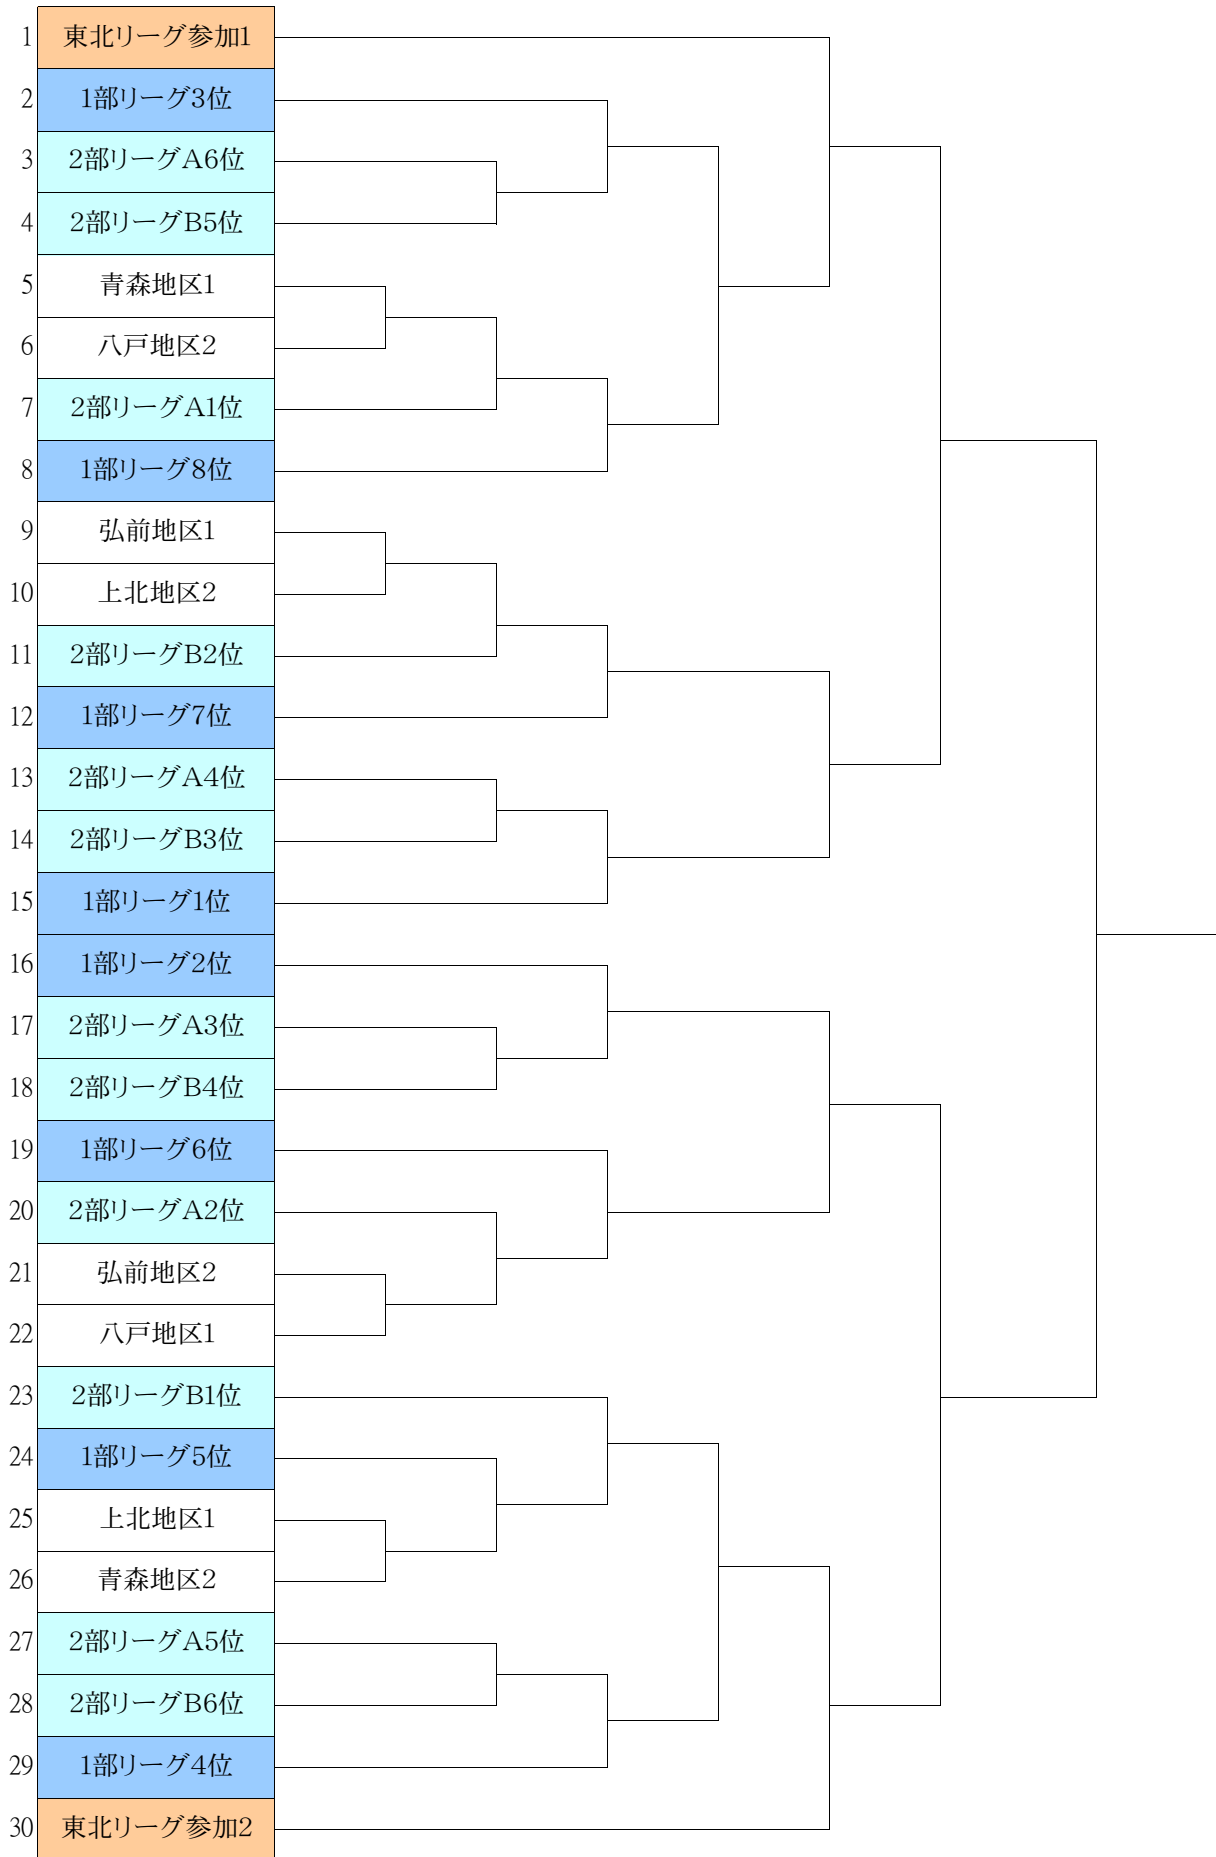 1 東北リーグ参加1
2 1部リーグ3位
3 2部リーグA6位
4 2部リーグB5位
5 青森地区1
6 八戸地区2
7 2部リーグA1位
8 1部リーグ8位
9 弘前地区1
10 上北地区2
11 2部リーグB2位
12 1部リーグ7位
13 2部リーグA4位
14 2部リーグB3位
15 1部リーグ1位
16 1部リーグ2位
17 2部リーグA3位
18 2部リーグB4位
19 1部リーグ6位
20 2部リーグA2位
21 弘前地区2
22 八戸地区1
23 2部リーグB1位
24 1部リーグ5位
25 上北地区1
26 青森地区2
27 2部リーグA5位
28 2部リーグB6位
29 1部リーグ4位
30 東北リーグ参加2